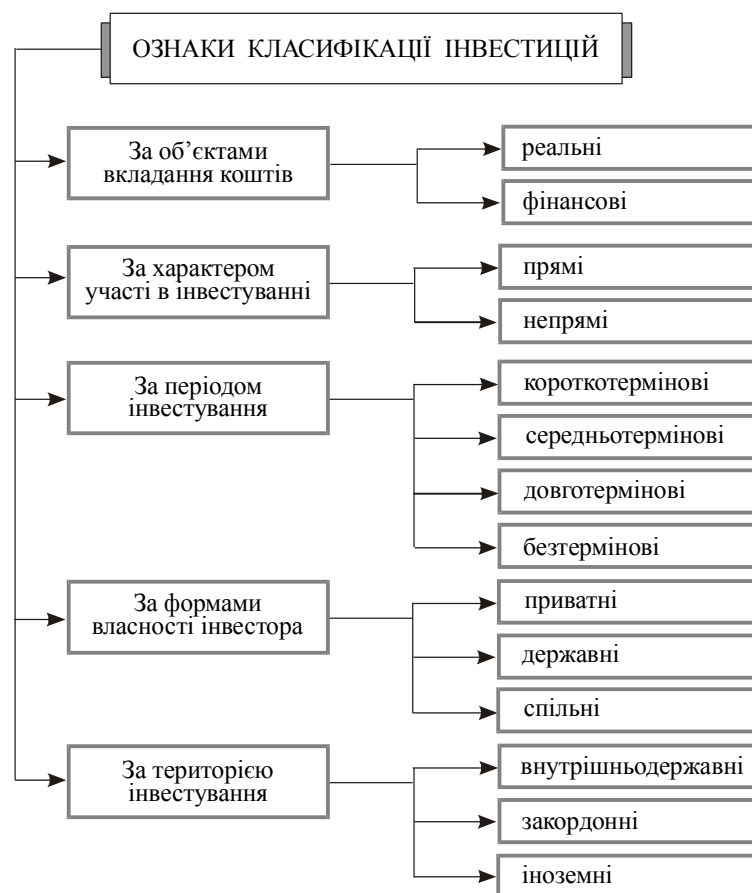 ОЗНАКИ КЛАСИФІКАЦІЇ ІНВЕСТИЦІЙ
За об’єктами
вкладання коштів
реальні
фінансові
За характером
участі в інвестуванні
прямі
непрямі
За періодом
інвестування
короткотермінові
середньотермінові
довготермінові
безтермінові
За формами
власності інвестора
приватні
державні
спільні
За територією
інвестування
внутрішньодержавні
закордонні
іноземні